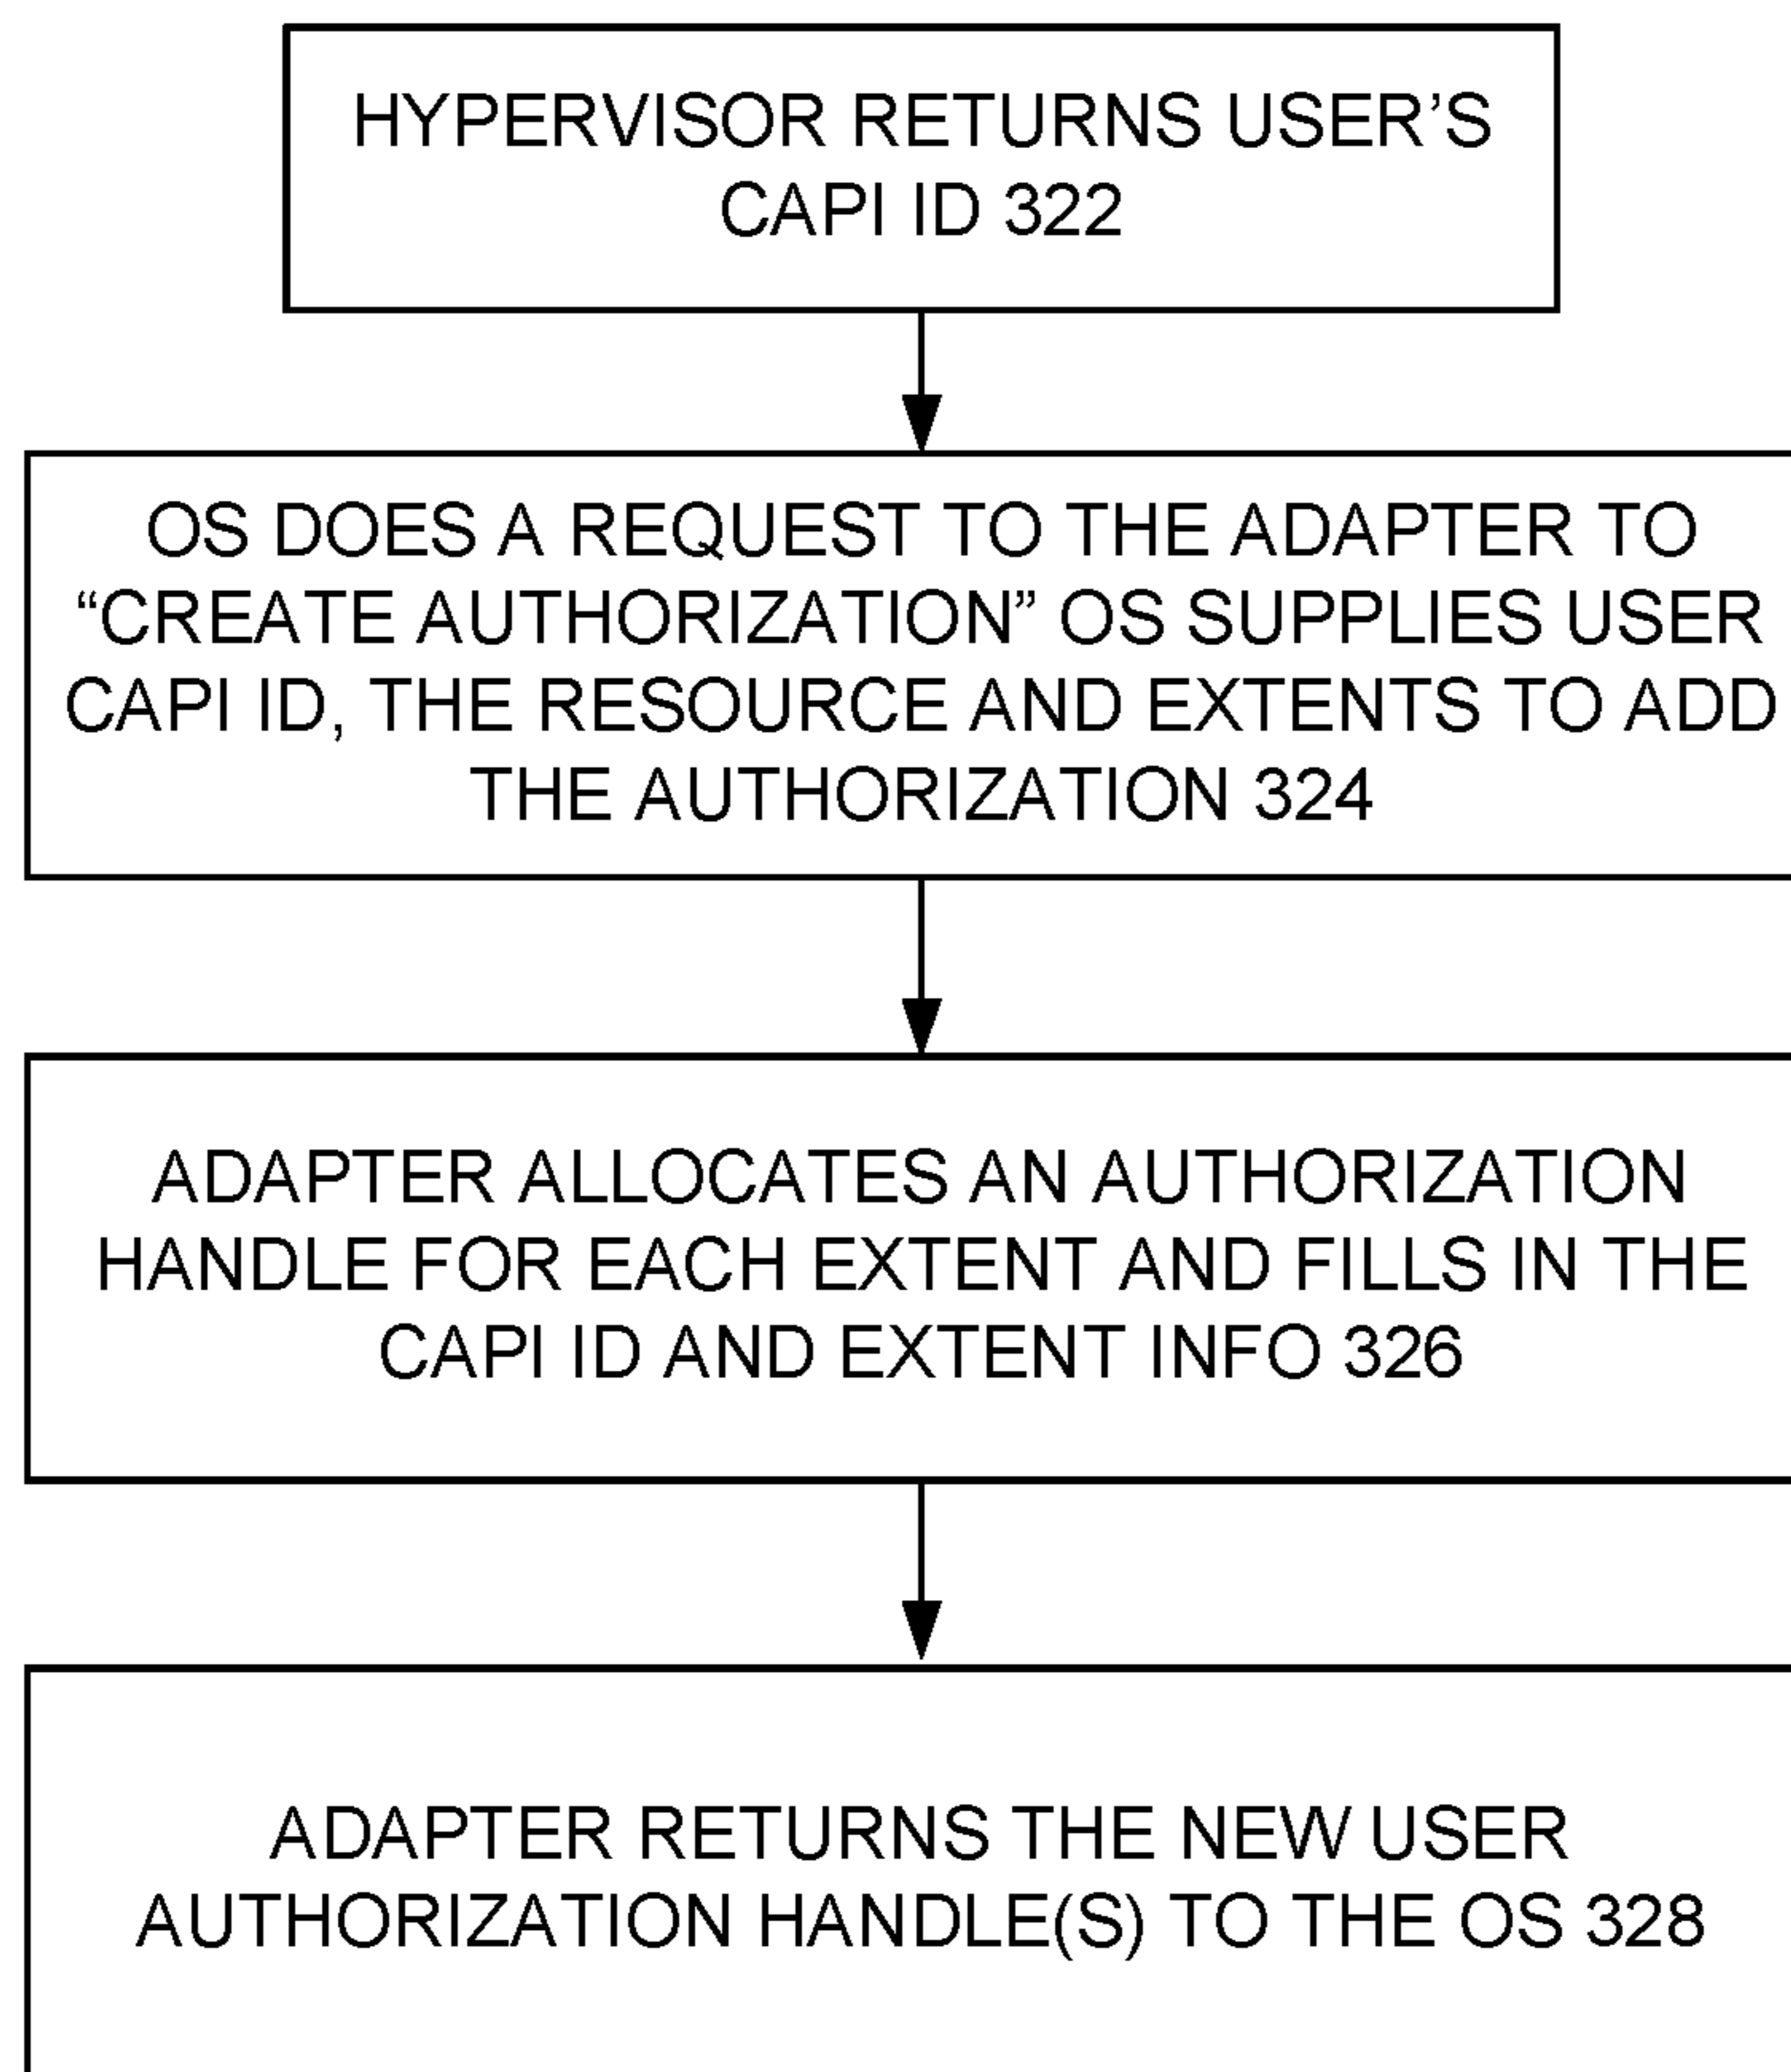 HYPERVISOR RETURNS USER’S
CAPI ID 322
OS DOES A REQUEST TO THE ADAPTER TO
“CREATE AUTHORIZATION” OS SUPPLIES USER
CAPI ID, THE RESOURCE AND EXTENTS TO ADD
THE AUTHORIZATION 324
ADAPTER ALLOCATES AN AUTHORIZATION
HANDLE FOR EACH EXTENT AND FILLS IN THE
CAPI ID AND EXTENT INFO 326
ADAPTER RETURNS THE NEW USER
AUTHORIZATION HANDLE(S) TO THE OS 328